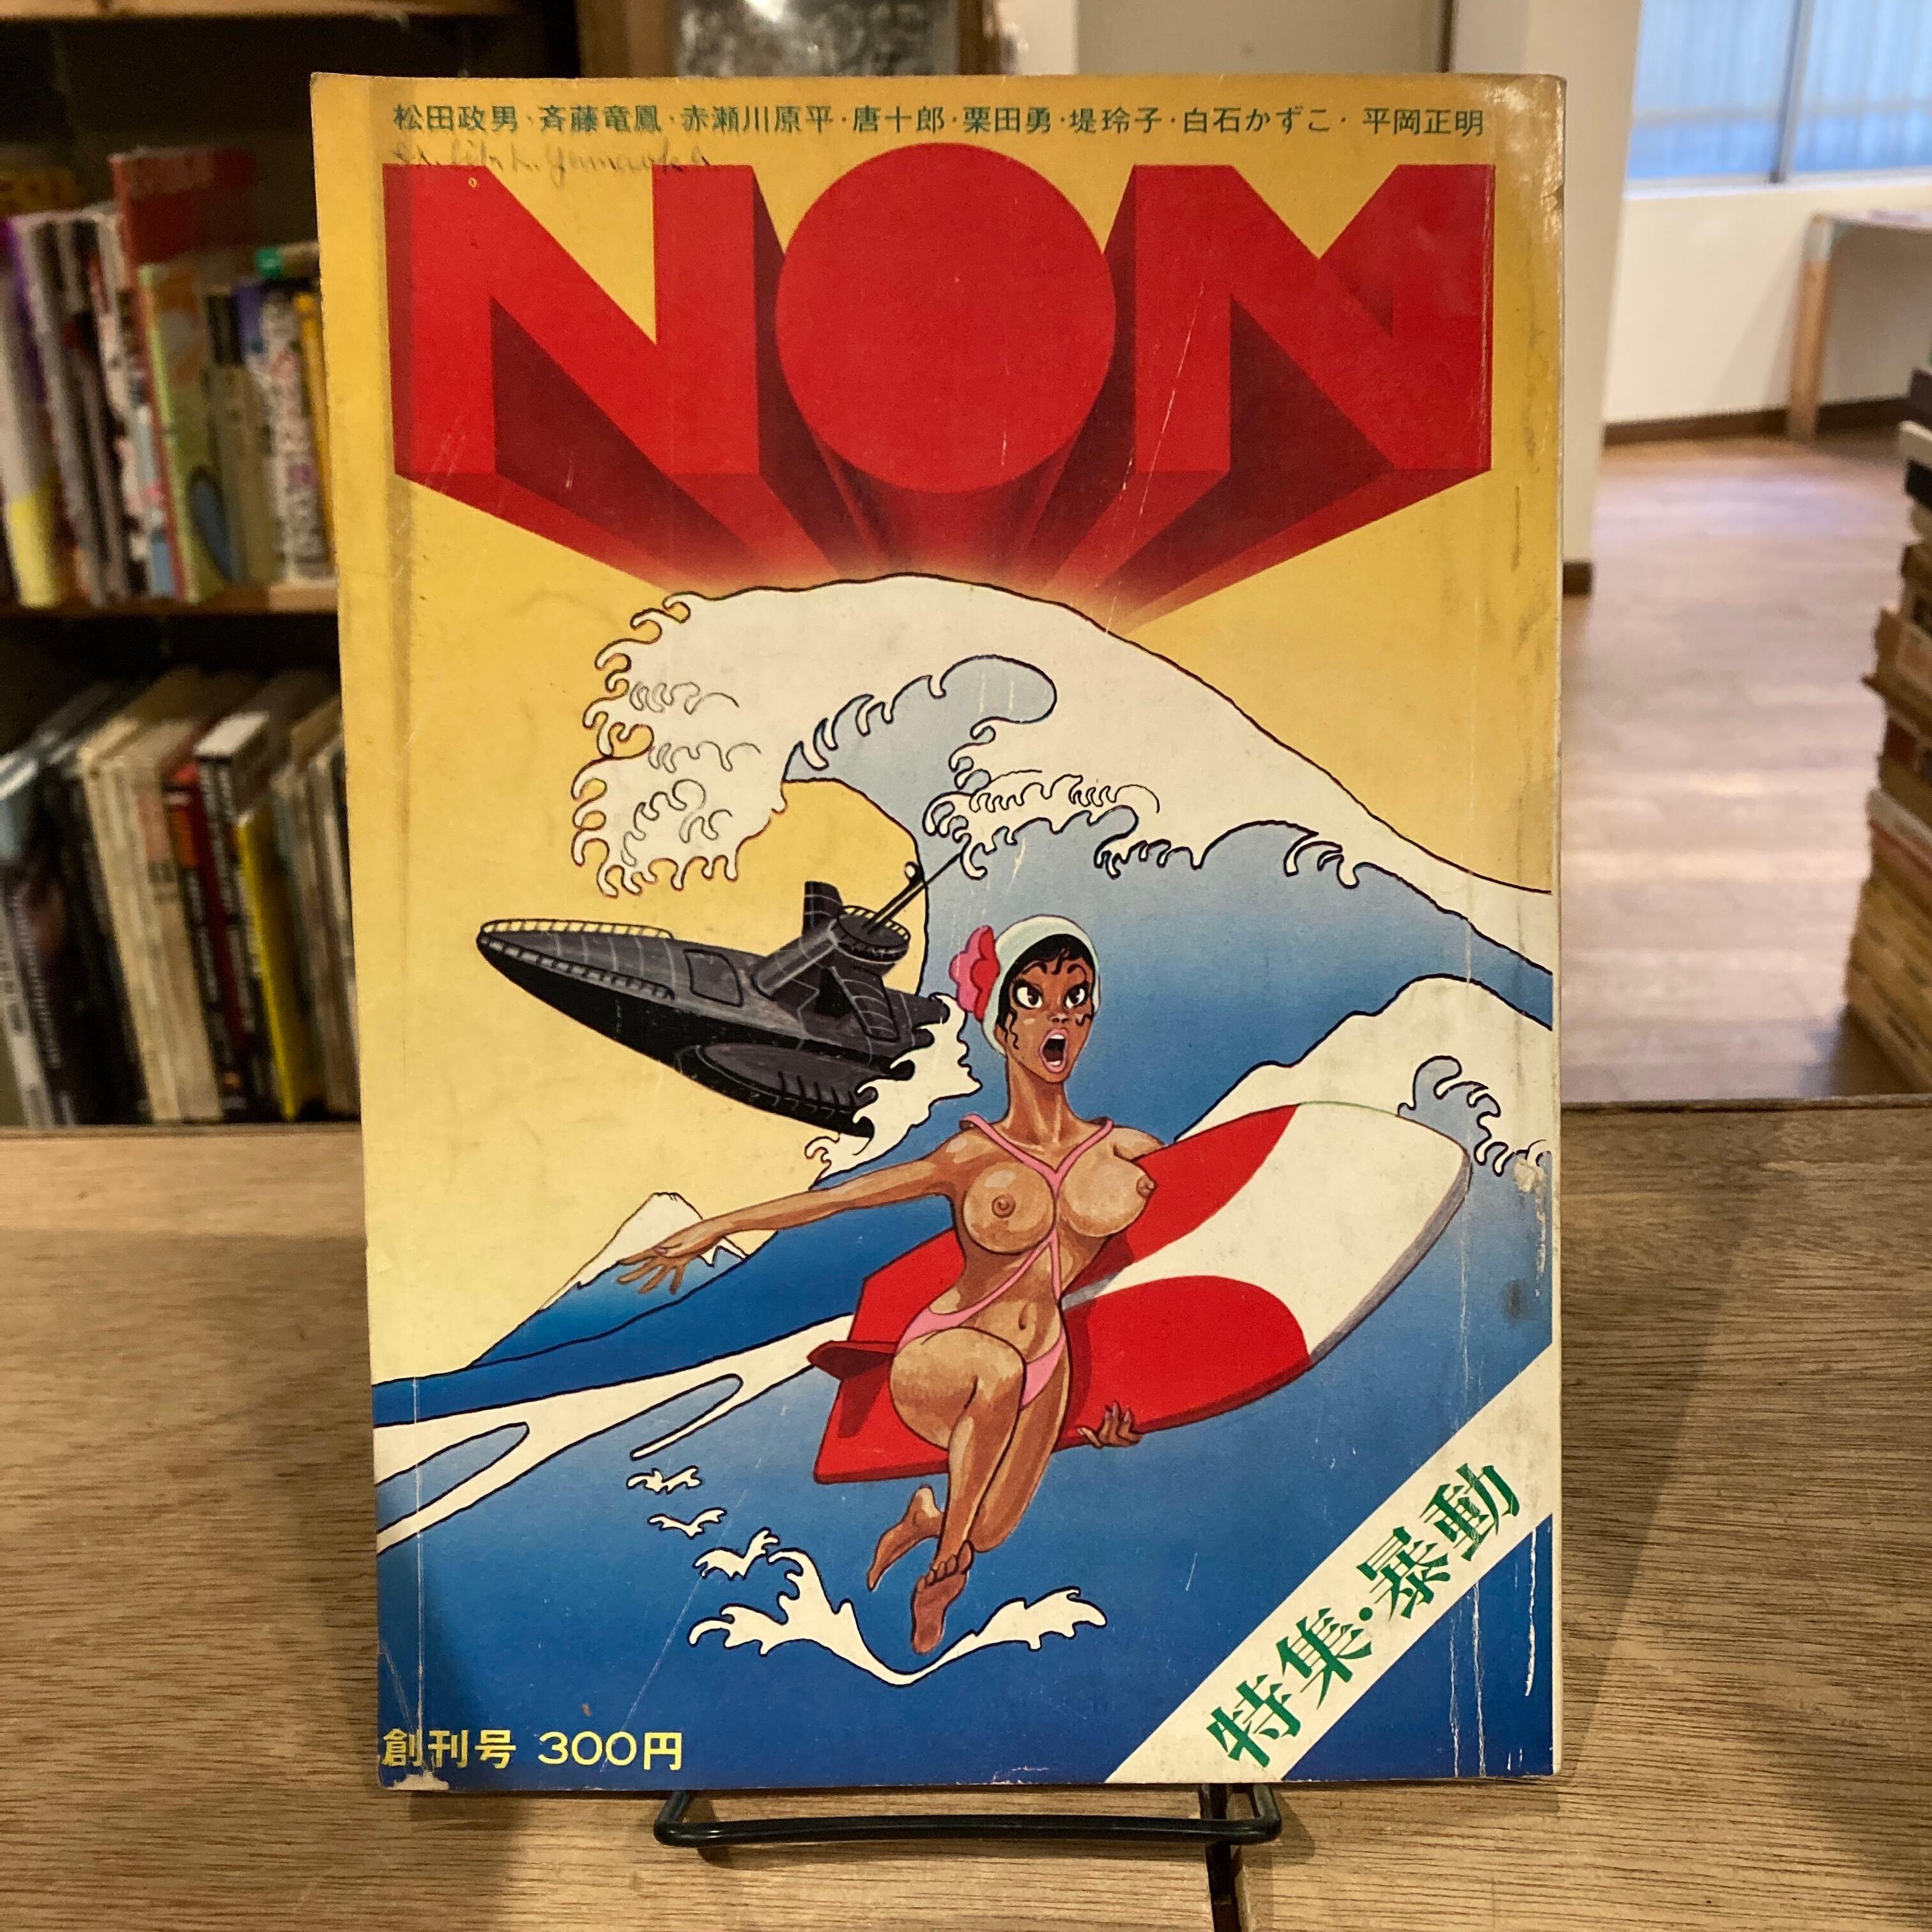 松田政男・斉藤竜鳳・赤瀬川原平・唐十郎・栗田勇・堤玲子・白石かずこ・平岡正明
NOM
特集・暴動
創刊号 300円